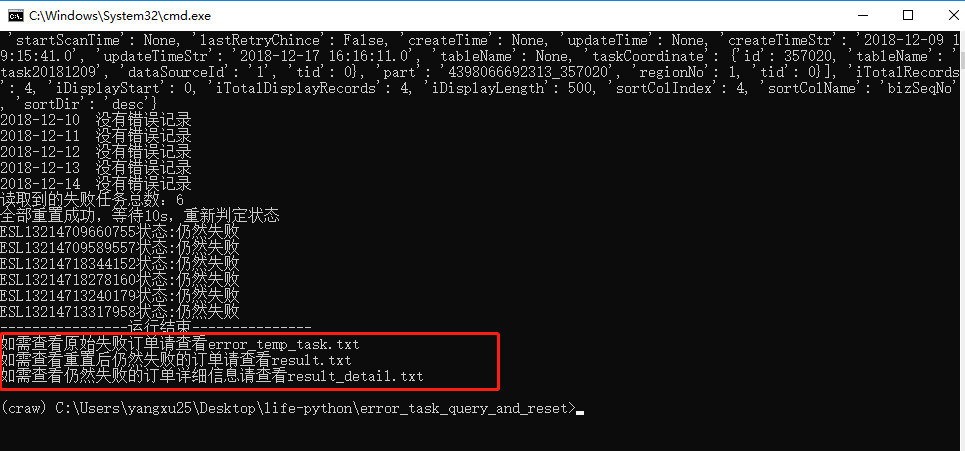 C:\Windows\System32\cmd.exe
 'startScanTime': None, 'lastRetryChince': False, 'createTime': None, 'updateTime': None, 'createTimeStr': '2018-12-09 1
9:15:41.0', 'updateTimeStr': '2018-12-17 16:16:11.0', 'tableName': None, 'taskCoordinate': {'id': 357020, 'tableName': '
task20181209', 'dataSourceId': '1', 'tid': 0}, 'part': '4398066692313_357020', 'regionNo': 1, 'tid': 0}], 'iTotalRecords
': 4, 'iDisplayStart': 0, 'iTotalDisplayRecords': 4, 'iDisplayLength': 500, 'sortColIndex': 4, 'sortColName': 'bizSeqNo'
, 'sortDir': 'desc'}
2018-12-10  没有错误记录
2018-12-11  没有错误记录
2018-12-12  没有错误记录
2018-12-13  没有错误记录
2018-12-14  没有错误记录
读取到的失败任务总数：6
全部重置成功，等待10s，重新判定状态
ESL13214709660755状态:仍然失败
ESL13214709589557状态:仍然失败
ESL13214718344152状态:仍然失败
ESL13214718278160状态:仍然失败
ESL13214713240179状态:仍然失败
ESL13214713317958状态:仍然失败
----------------运行结束---------------
如需查看原始失败订单请查看error_temp_task.txt
如需查看重置后仍然失败的订单请查看result.txt
如需查看仍然失败的订单详细信息请查看result_detail.txt
(craw) C:\Users\yangxu25\Desktop\life-python\error_task_query_and_reset>